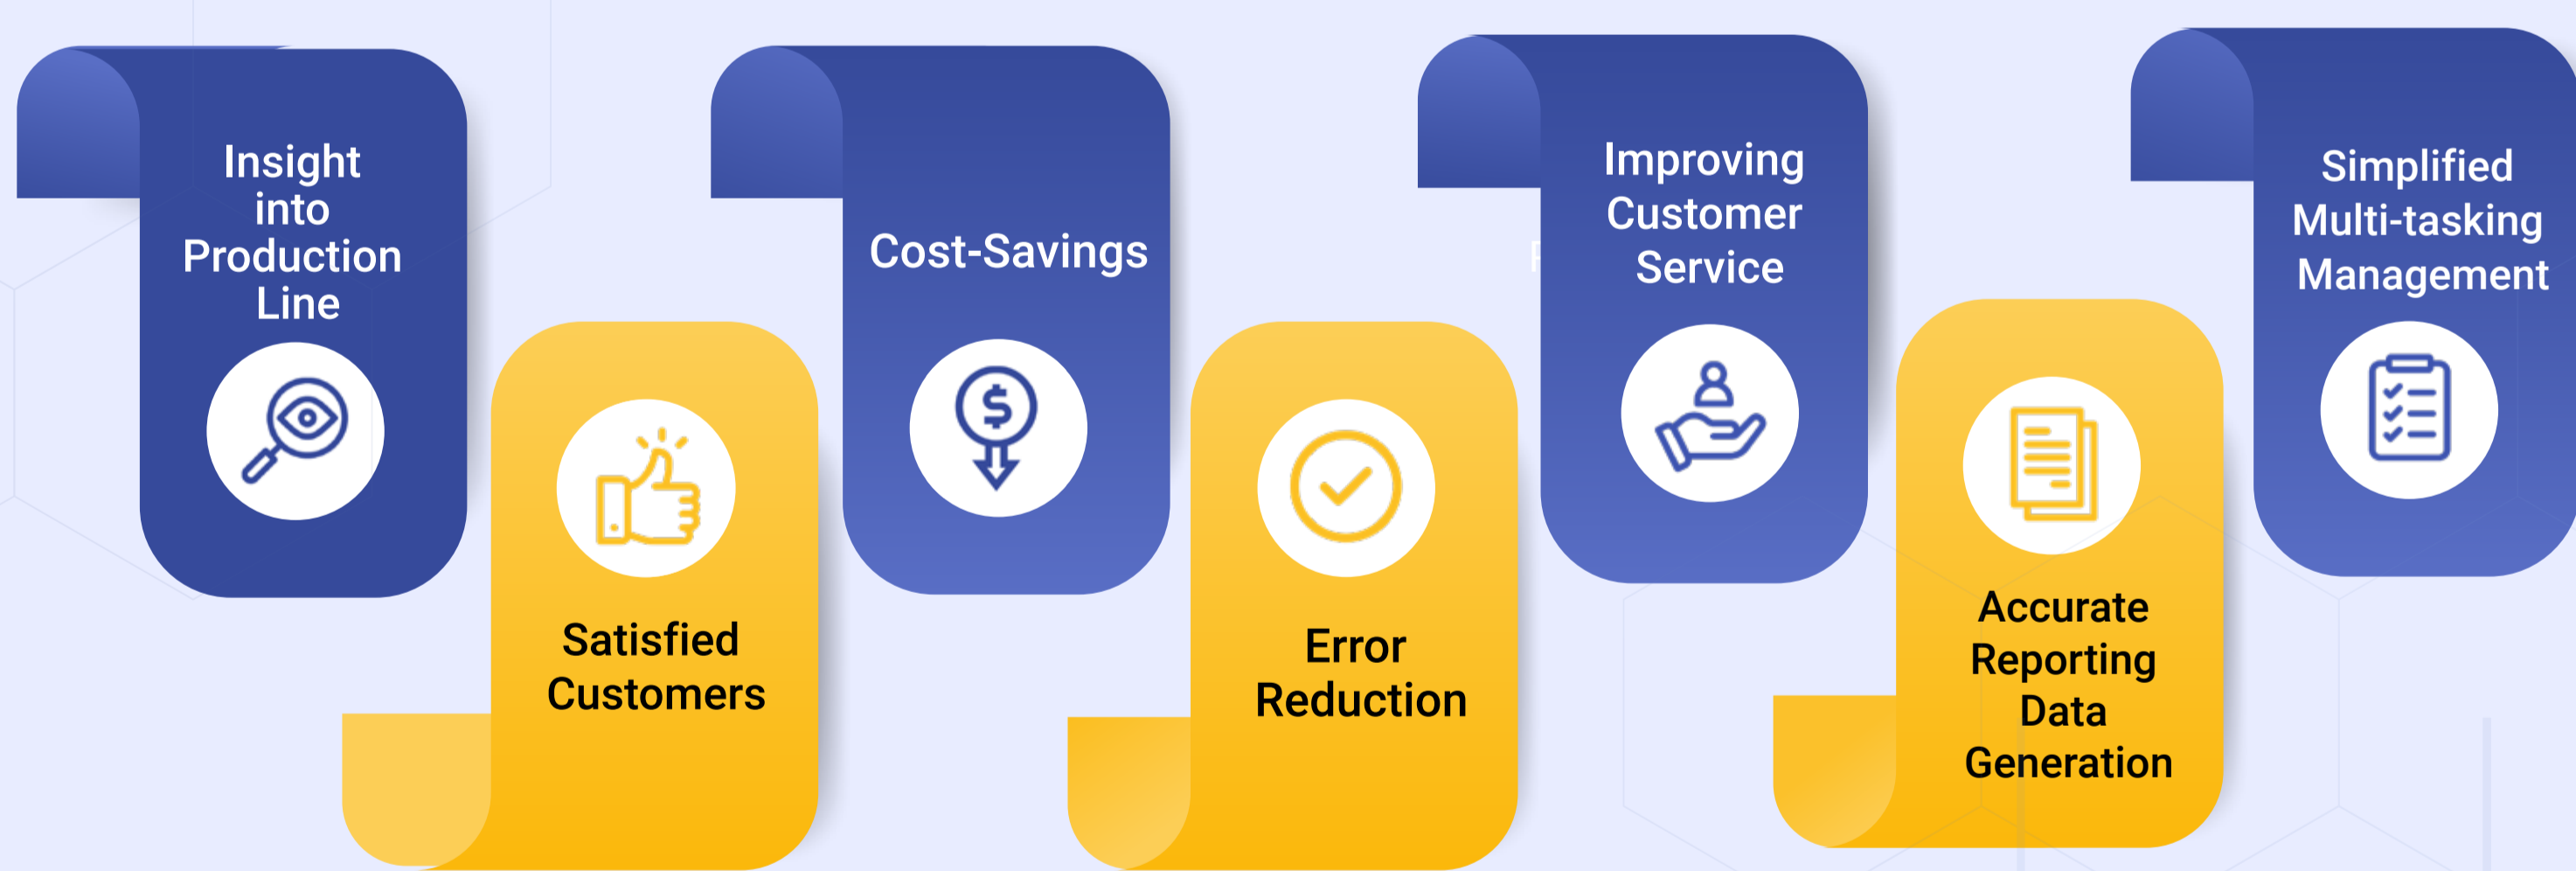 Insight
into
Production
Line
Satisfied
Customers
Cost-Savings
Error
Reduction
Improving
Customer
Service
Accurate
Reporting
Data
Generation
Simplified
Multi-tasking
Management